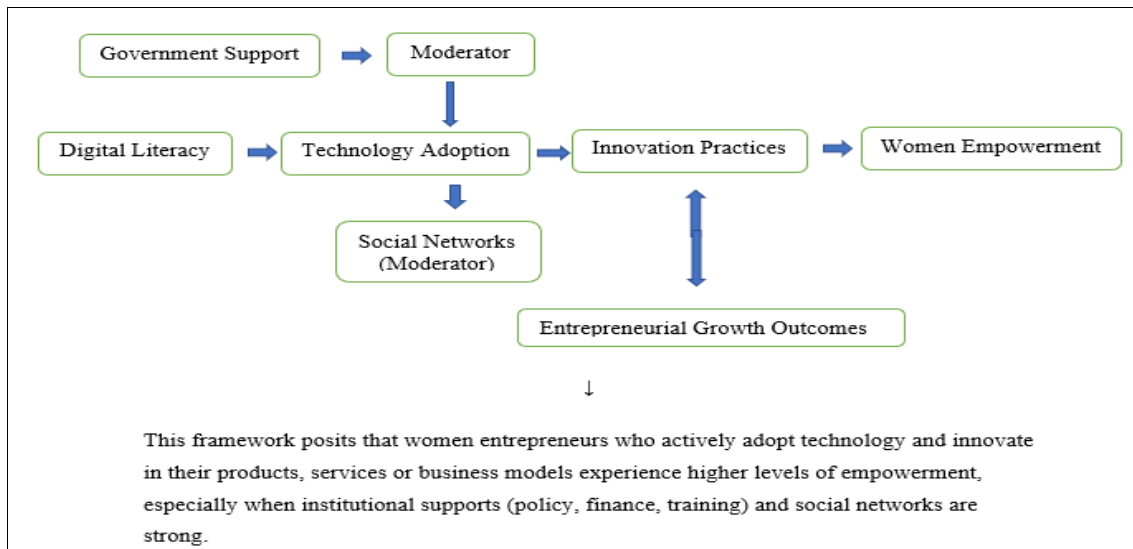 Government Support
Moderator
Digital Literacy
Technology Adoption
Innovation Practices
Women Empowerment
Social Networks
(Moderator)
Entrepreneurial Growth Outcomes
↓
This framework posits that women entrepreneurs who actively adopt technology and innovate
in their products, services or business models experience higher levels of empowerment,
especially when institutional supports (policy, finance, training) and social networks are
strong.